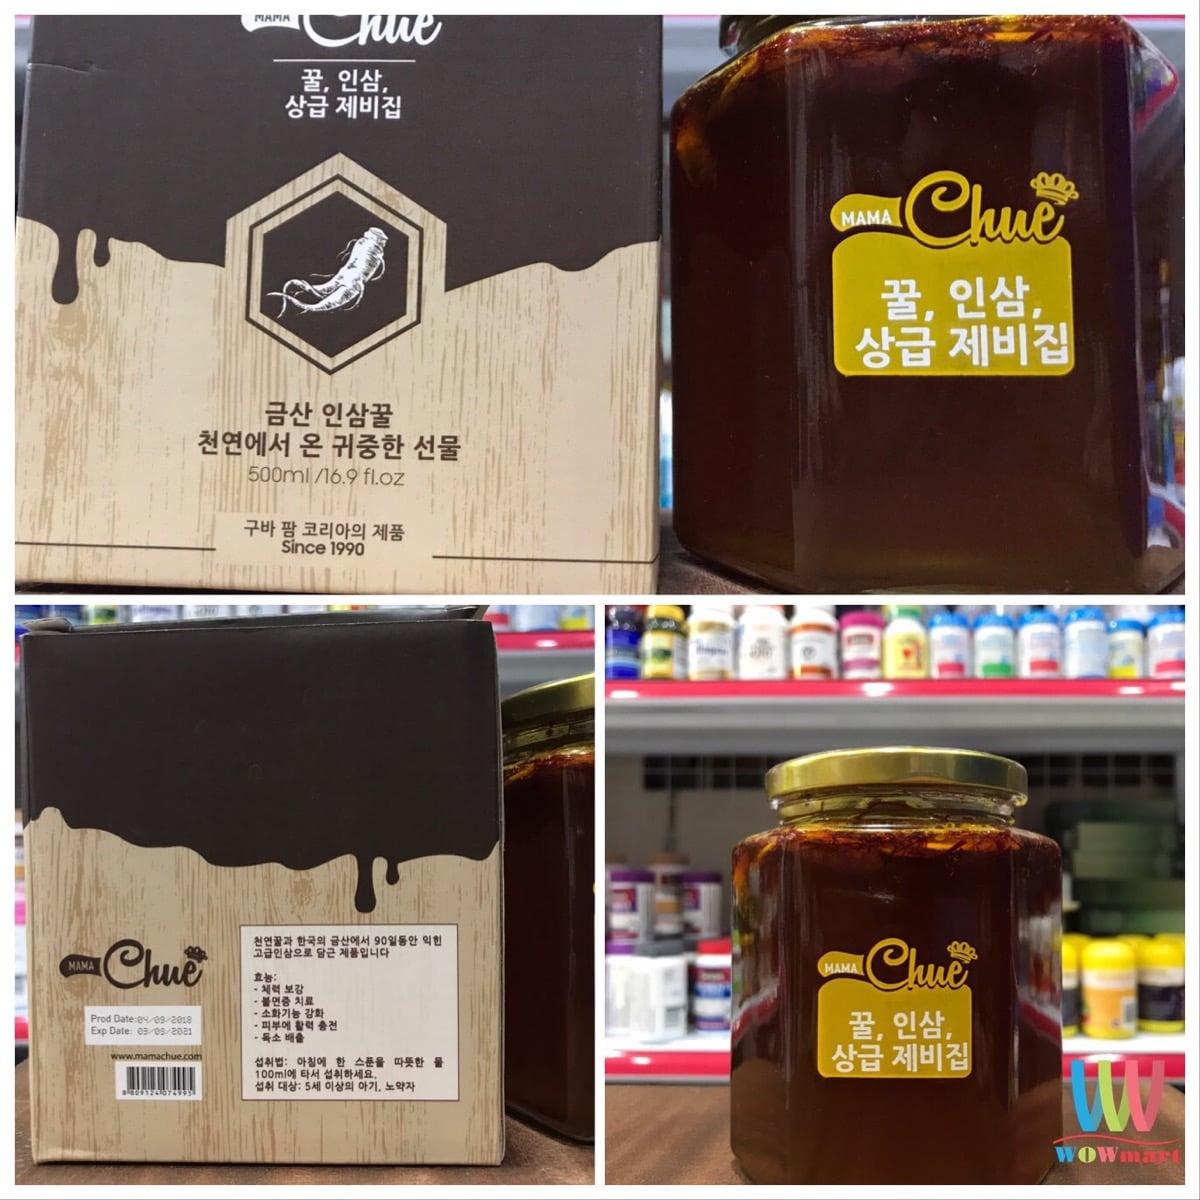 MAMA Chue
꿀, 인삼,
상급 제비집
금산 인삼꿀
천연에서 온 귀중한 선물
500ml /16.9 fl.oz
구바 팜 코리아의 제품
Since 1990
MAMA Chue
꿀, 인삼,
상급 제비집
MAMA Chue
Prod Date:04/09/2018
Exp Date: 03/09/2021
www.mamachue.com
8 809124 074993
천연꿀과 한국의 금산에서 90일동안 익힌
고급인삼으로 담근 제품입니다
효능:
- 체력 보강
- 불면증 치료
- 소화기능 강화
- 피부에 활력 충전
- 독소 배출
섭취법: 아침에 한 스푼을 따뜻한 물
100ml에 타서 섭취하세요.
섭취 대상: 5세 이상의 아기, 노약자
MAMA Chue
꿀, 인삼,
상급 제비집
WOWmart